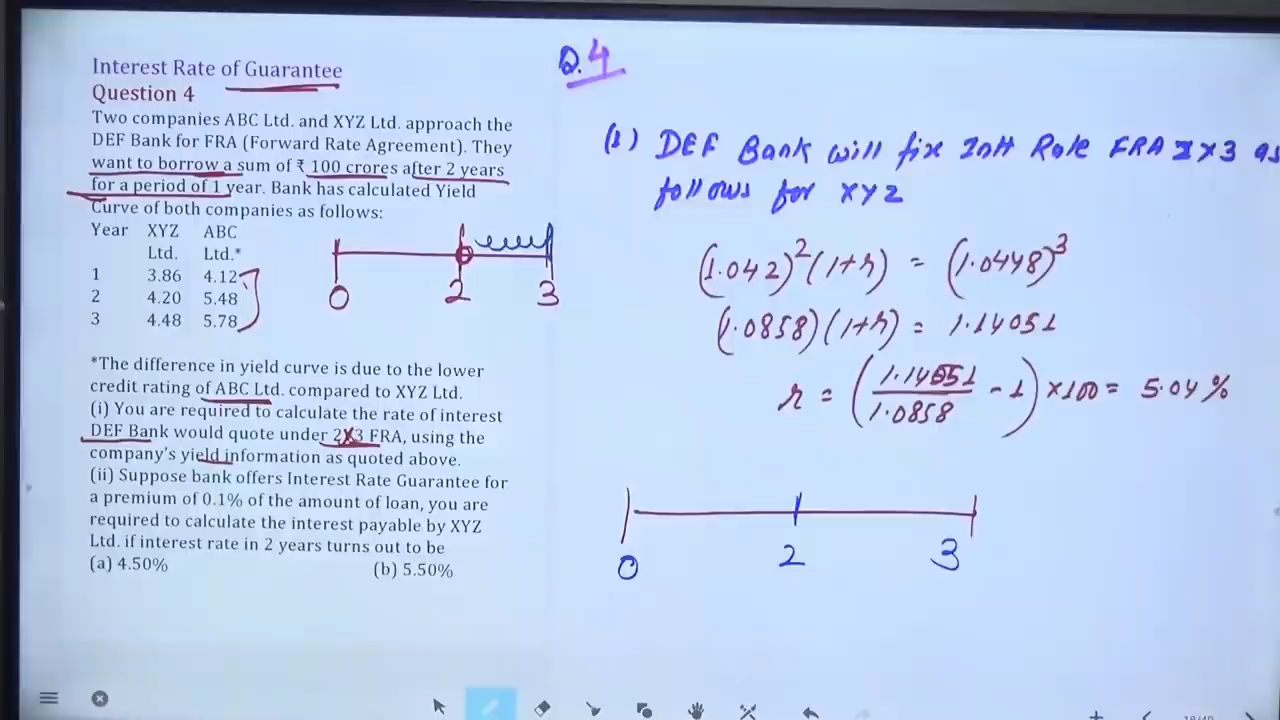 Interest Rate of Guarantee
Question 4
Two companies ABC Ltd. and XYZ Ltd. approach the
DEF Bank for FRA (Forward Rate Agreement). They
want to borrow a sum of ₹ 100 crores after 2 years
for a period of 1 year. Bank has calculated Yield
Curve of both companies as follows:
Year XYZ ABC
Ltd. Ltd.*
1 3.86 4.12
2 4.20 5.48
3 4.48 5.78
0 2 3
*The difference in yield curve is due to the lower
credit rating of ABC Ltd. compared to XYZ Ltd.
(i) You are required to calculate the rate of interest
DEF Bank would quote under 2X3 FRA, using the
company's yield information as quoted above.
(ii) Suppose bank offers Interest Rate Guarantee for
a premium of 0.1% of the amount of loan, you are
required to calculate the interest payable by XYZ
Ltd. if interest rate in 2 years turns out to be
(a) 4.50% (b) 5.50%
Q.4
(1) DEF Bank will fix Intt Rate FRA 2x3 as
follows for XYZ
(1.042)²(1+r) = (1.0448)³
(1.0858)(1+r) = 1.14051
r = (1.14051/1.0858 - 1) × 100 = 5.04%
0 2 3